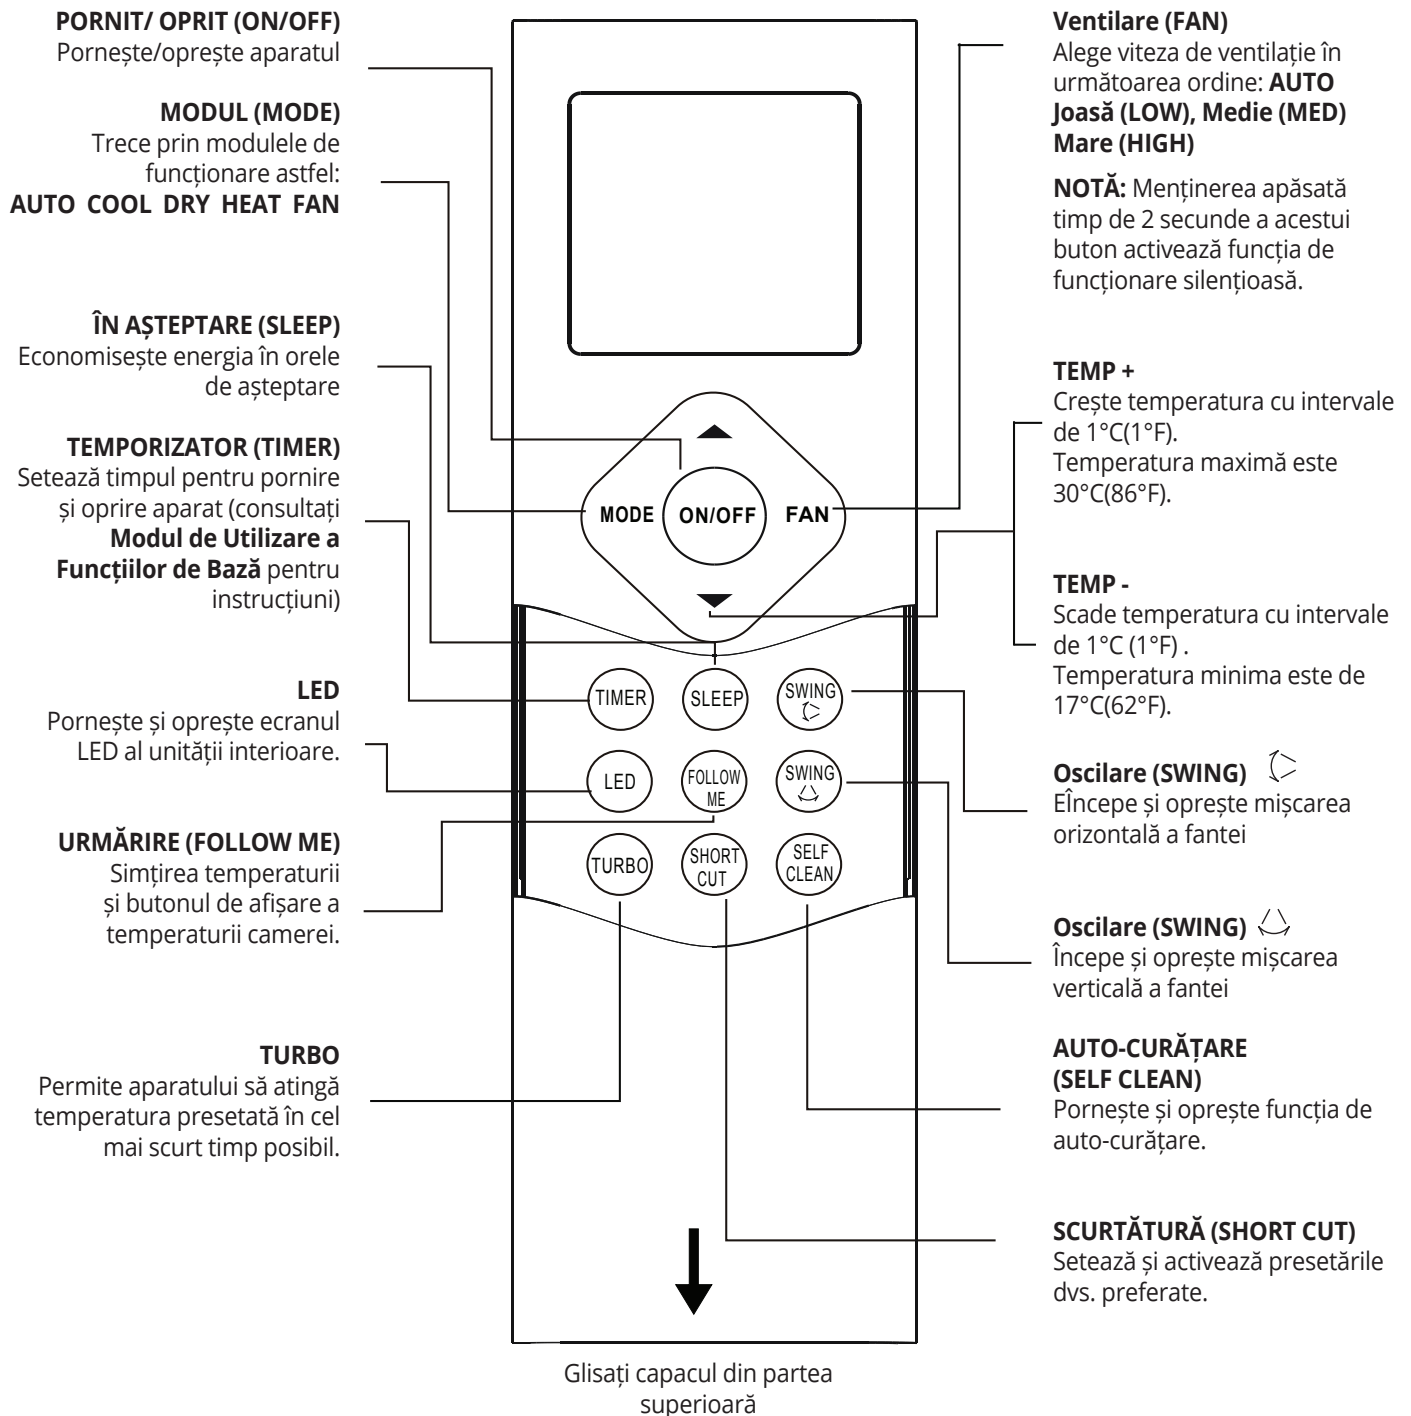 PORNIT/ OPRIT (ON/OFF)
Pornește/oprește aparatul
MODUL (MODE)
Trece prin modulele de
funcționare astfel:
AUTO COOL DRY HEAT FAN
ÎN AȘTEPTARE (SLEEP)
Economisește energia în orele
de așteptare
TEMPORIZATOR (TIMER)
Setează timpul pentru pornire
și oprire aparat (consultați
Modul de Utilizare a
Funcțiilor de Bază pentru
instrucțiuni)
LED
Pornește și oprește ecranul
LED al unității interioare.
URMĂRIRE (FOLLOW ME)
Simțirea temperaturii
și butonul de afișare a
temperaturii camerei.
TURBO
Permite aparatului să atingă
temperatura presetată în cel
mai scurt timp posibil.
MODE
ON/OFF
FAN
TIMER
SLEEP
SWING
LED
FOLLOW
ME
SWING
TURBO
SHORT
CUT
SELF
CLEAN
Glisați capacul din partea
superioară
Ventilare (FAN)
Alege viteza de ventilație în
următoarea ordine: AUTO
Joasă (LOW), Medie (MED)
Mare (HIGH)
NOTĂ: Menținerea apăsată
timp de 2 secunde a acestui
buton activează funcția de
funcționare silențioasă.
TEMP +
Crește temperatura cu intervale
de 1°C(1°F).
Temperatura maximă este
30°C(86°F).
TEMP -
Scade temperatura cu intervale
de 1°C (1°F) .
Temperatura minima este de
17°C(62°F).
Oscilare (SWING)
EÎncepe și oprește mișcarea
orizontală a fantei
Oscilare (SWING)
Începe și oprește mișcarea
verticală a fantei
AUTO-CURĂȚARE
(SELF CLEAN)
Pornește și oprește funcția de
auto-curățare.
SCURTĂTURĂ (SHORT CUT)
Setează și activează presetările
dvs. preferate.